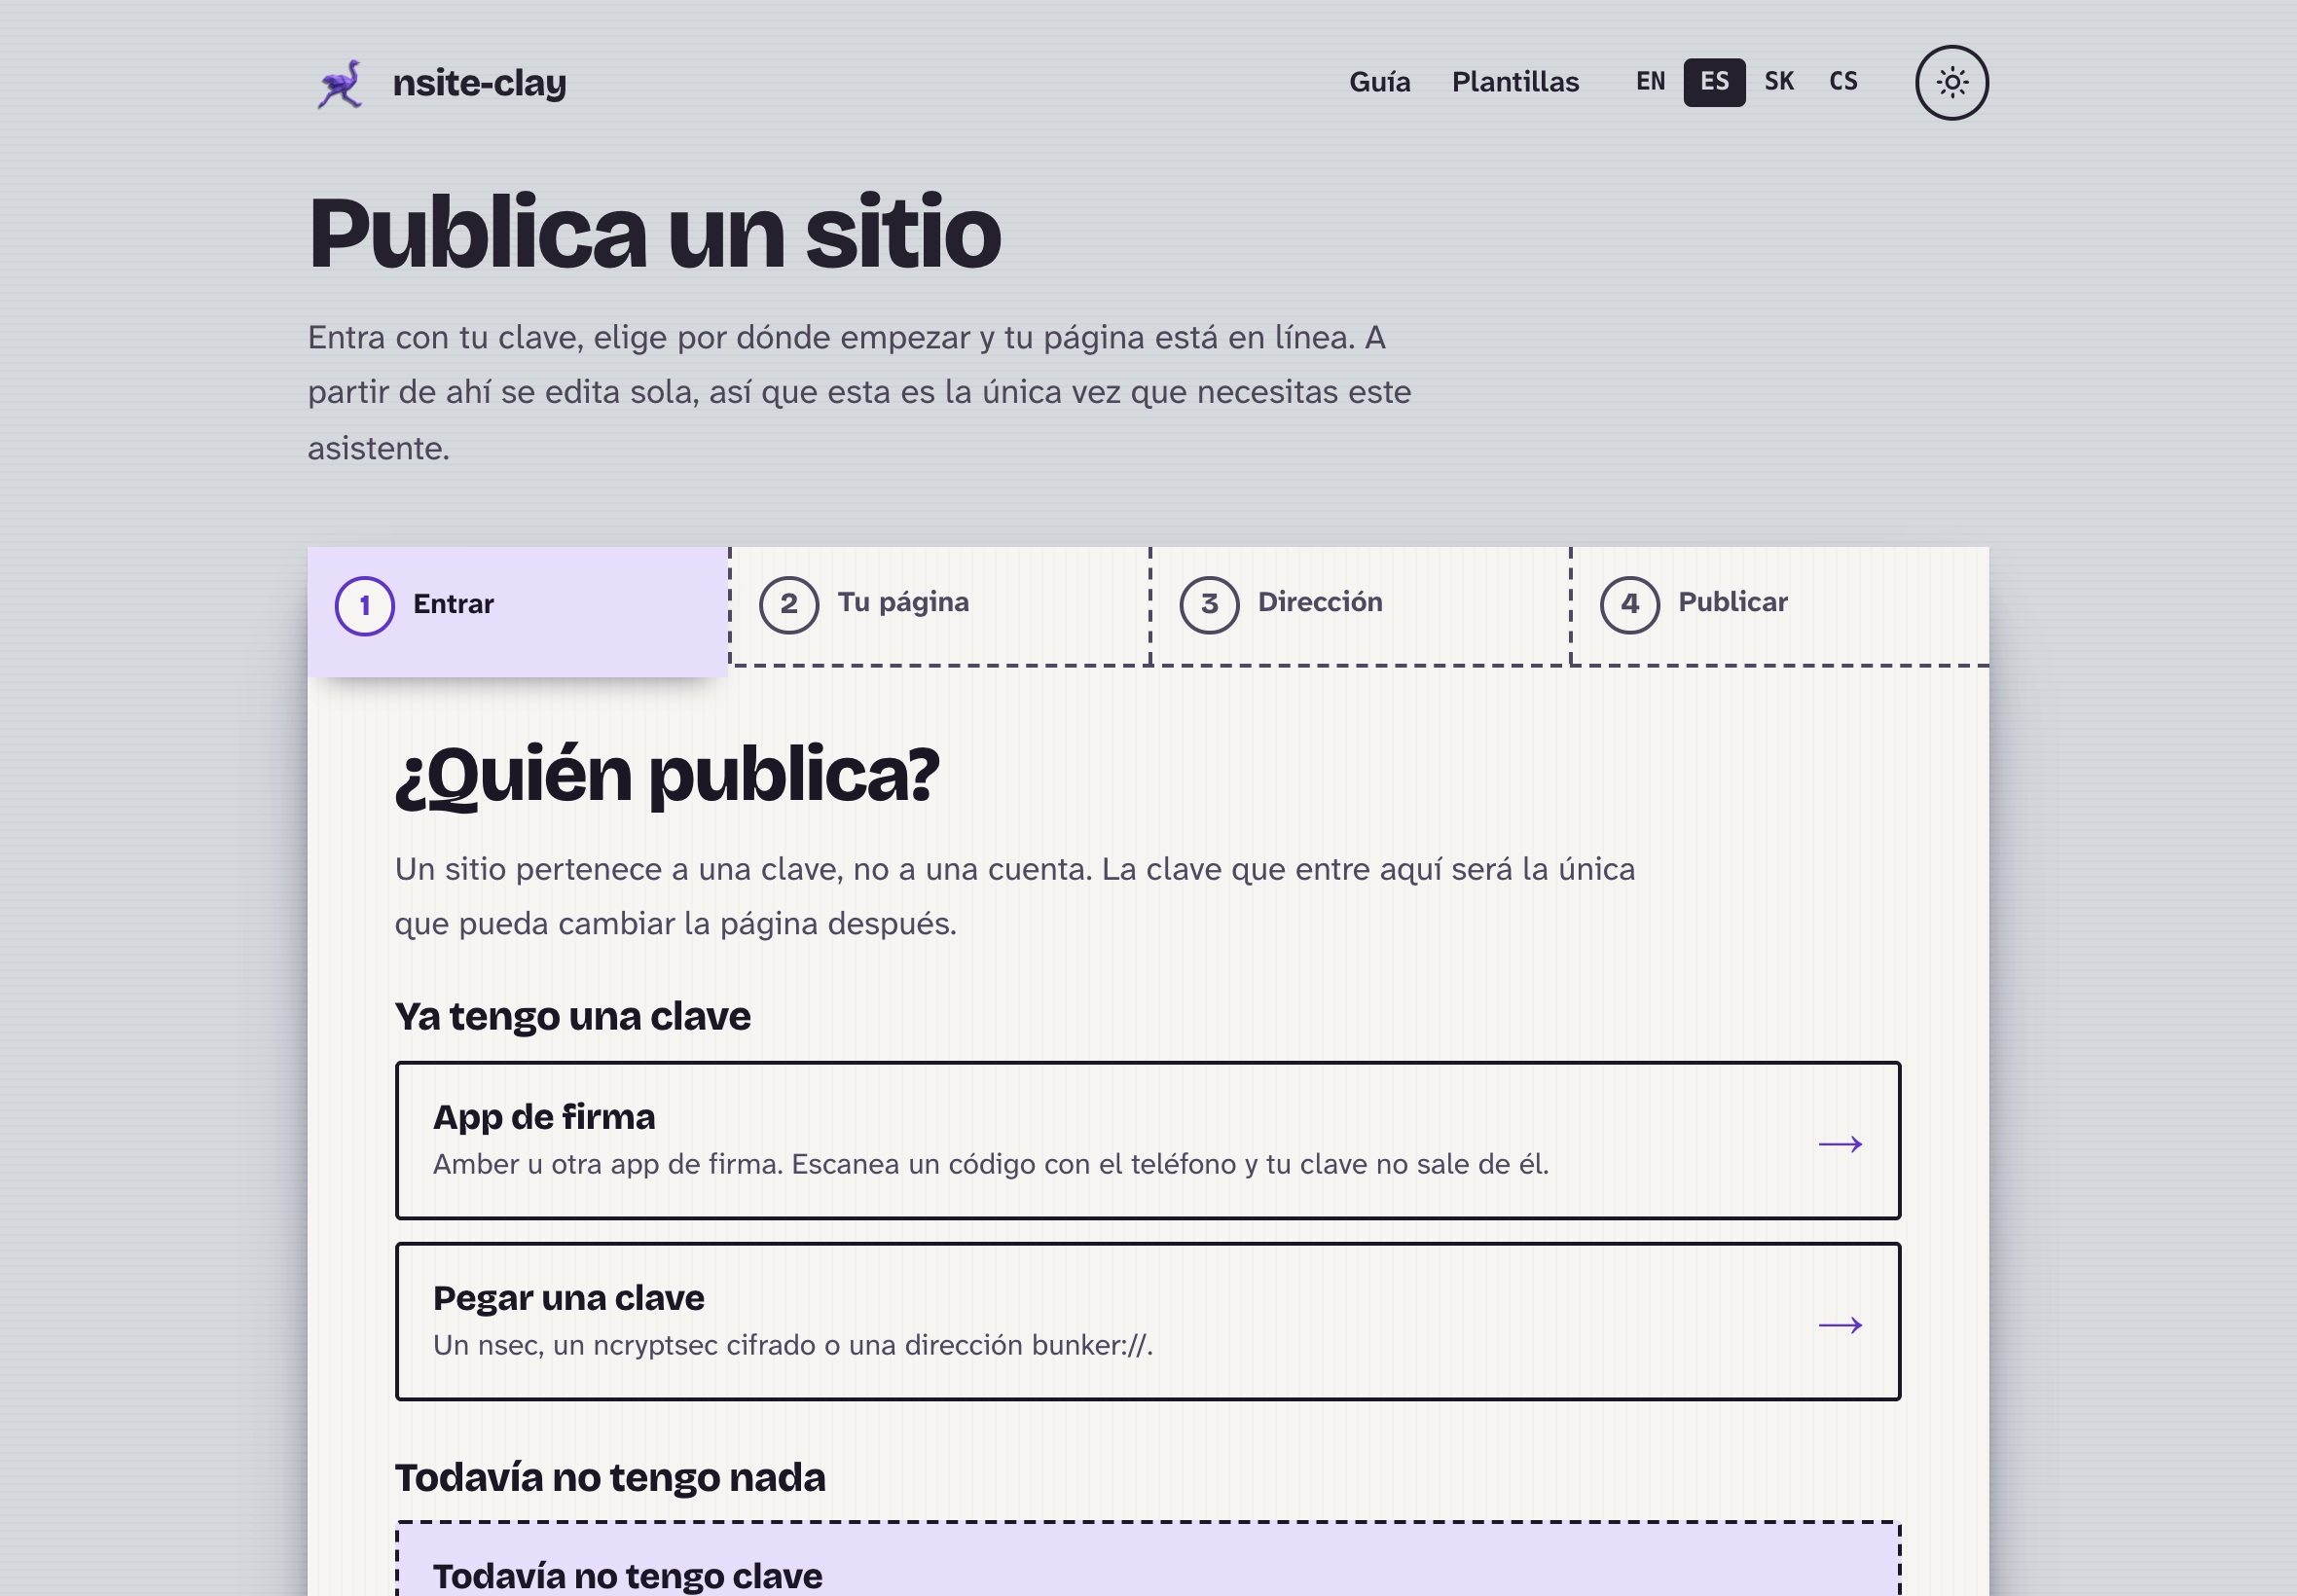 nsite-clay
Guía Plantillas EN ES SK CS
Publica un sitio
Entra con tu clave, elige por dónde empezar y tu página está en línea. A
partir de ahí se edita sola, así que esta es la única vez que necesitas este
asistente.
1 Entrar 2 Tu página 3 Dirección 4 Publicar
¿Quién publica?
Un sitio pertenece a una clave, no a una cuenta. La clave que entre aquí será la única
que pueda cambiar la página después.
Ya tengo una clave
App de firma
Amber u otra app de firma. Escanea un código con el teléfono y tu clave no sale de él.
→
Pegar una clave
Un nsec, un ncryptsec cifrado o una dirección bunker://.
→
Todavía no tengo nada
Todavía no tengo clave